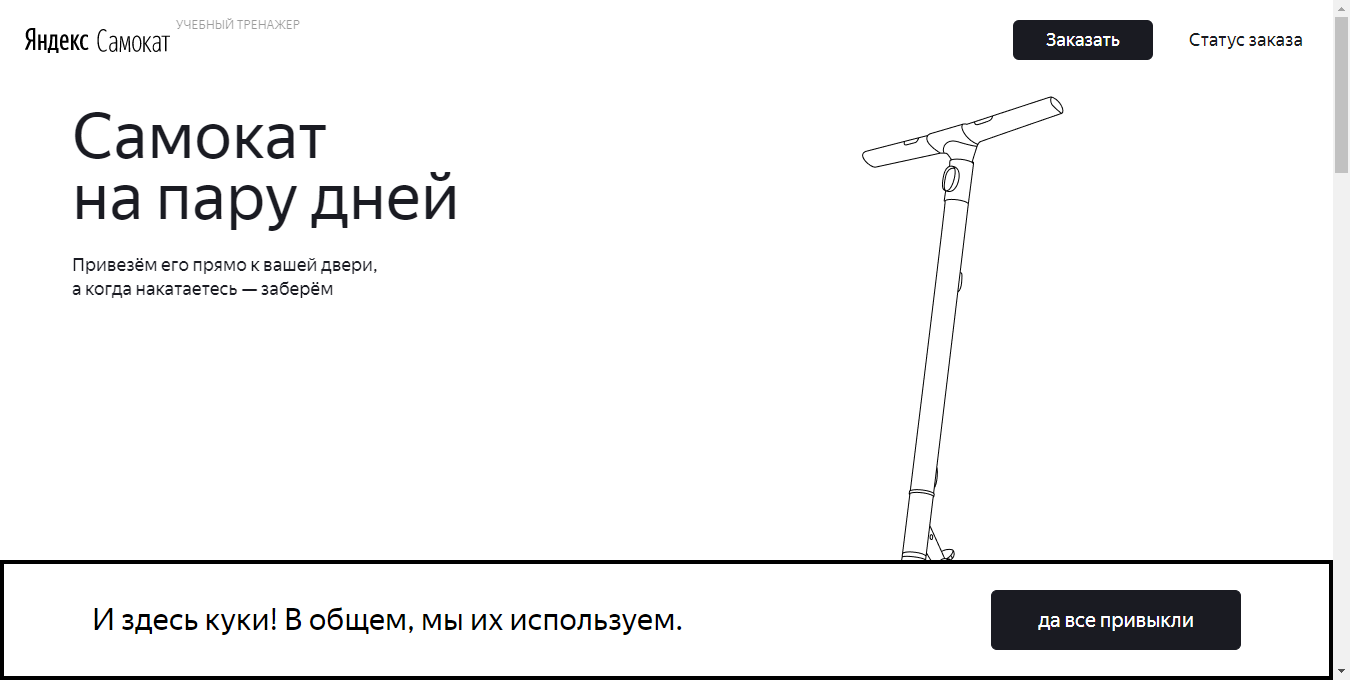 Яндекс Самокат
УЧЕБНЫЙ ТРЕНАЖЕР
Заказать
Статус заказа
Самокат
на пару дней
Привезём его прямо к вашей двери,
а когда накатаетесь — заберём
И здесь куки! В общем, мы их используем.
да все привыкли